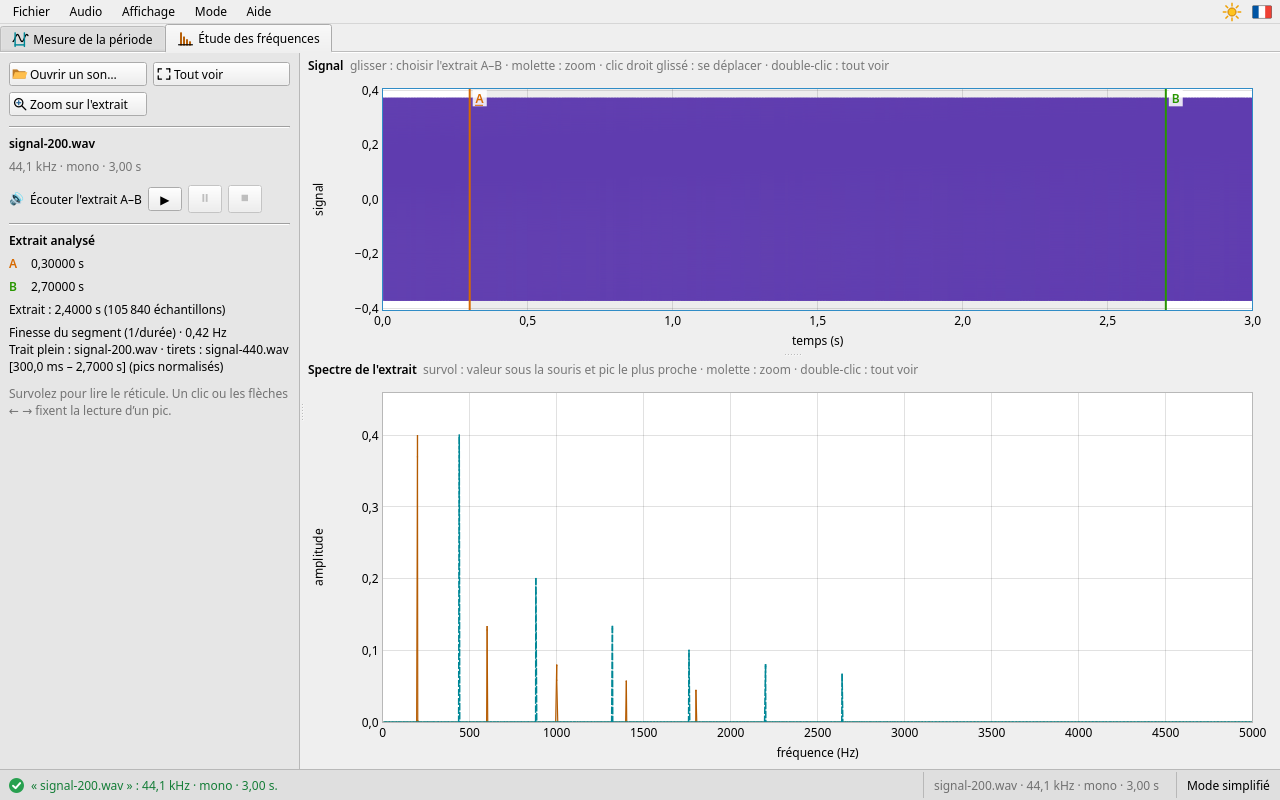 Fichier Audio Affichage Mode Aide
Mesure de la période Étude des fréquences
Ouvrir un son... Tout voir
Zoom sur l'extrait
signal-200.wav
44,1 kHz · mono · 3,00 s
Écouter l'extrait A–B
Extrait analysé
A 0,30000 s
B 2,70000 s
Extrait : 2,4000 s (105 840 échantillons)
Finesse du segment (1/durée) · 0,42 Hz
Trait plein : signal-200.wav · tirets : signal-440.wav
[300,0 ms – 2,7000 s] (pics normalisés)
Survolez pour lire le réticule. Un clic ou les flèches
← → fixent la lecture d'un pic.
Signal glisser : choisir l'extrait A–B · molette : zoom · clic droit glissé : se déplacer · double-clic : tout voir
A B
0,4
0,2
0,0
−0,2
−0,4
signal
0,0 0,5 1,0 1,5 2,0 2,5 3,0
temps (s)
Spectre de l'extrait survol : valeur sous la souris et pic le plus proche · molette : zoom · double-clic : tout voir
0,4
0,3
0,2
0,1
0,0
amplitude
0 500 1000 1500 2000 2500 3000 3500 4000 4500 5000
fréquence (Hz)
« signal-200.wav » : 44,1 kHz · mono · 3,00 s.
signal-200.wav · 44,1 kHz · mono · 3,00 s
Mode simplifié